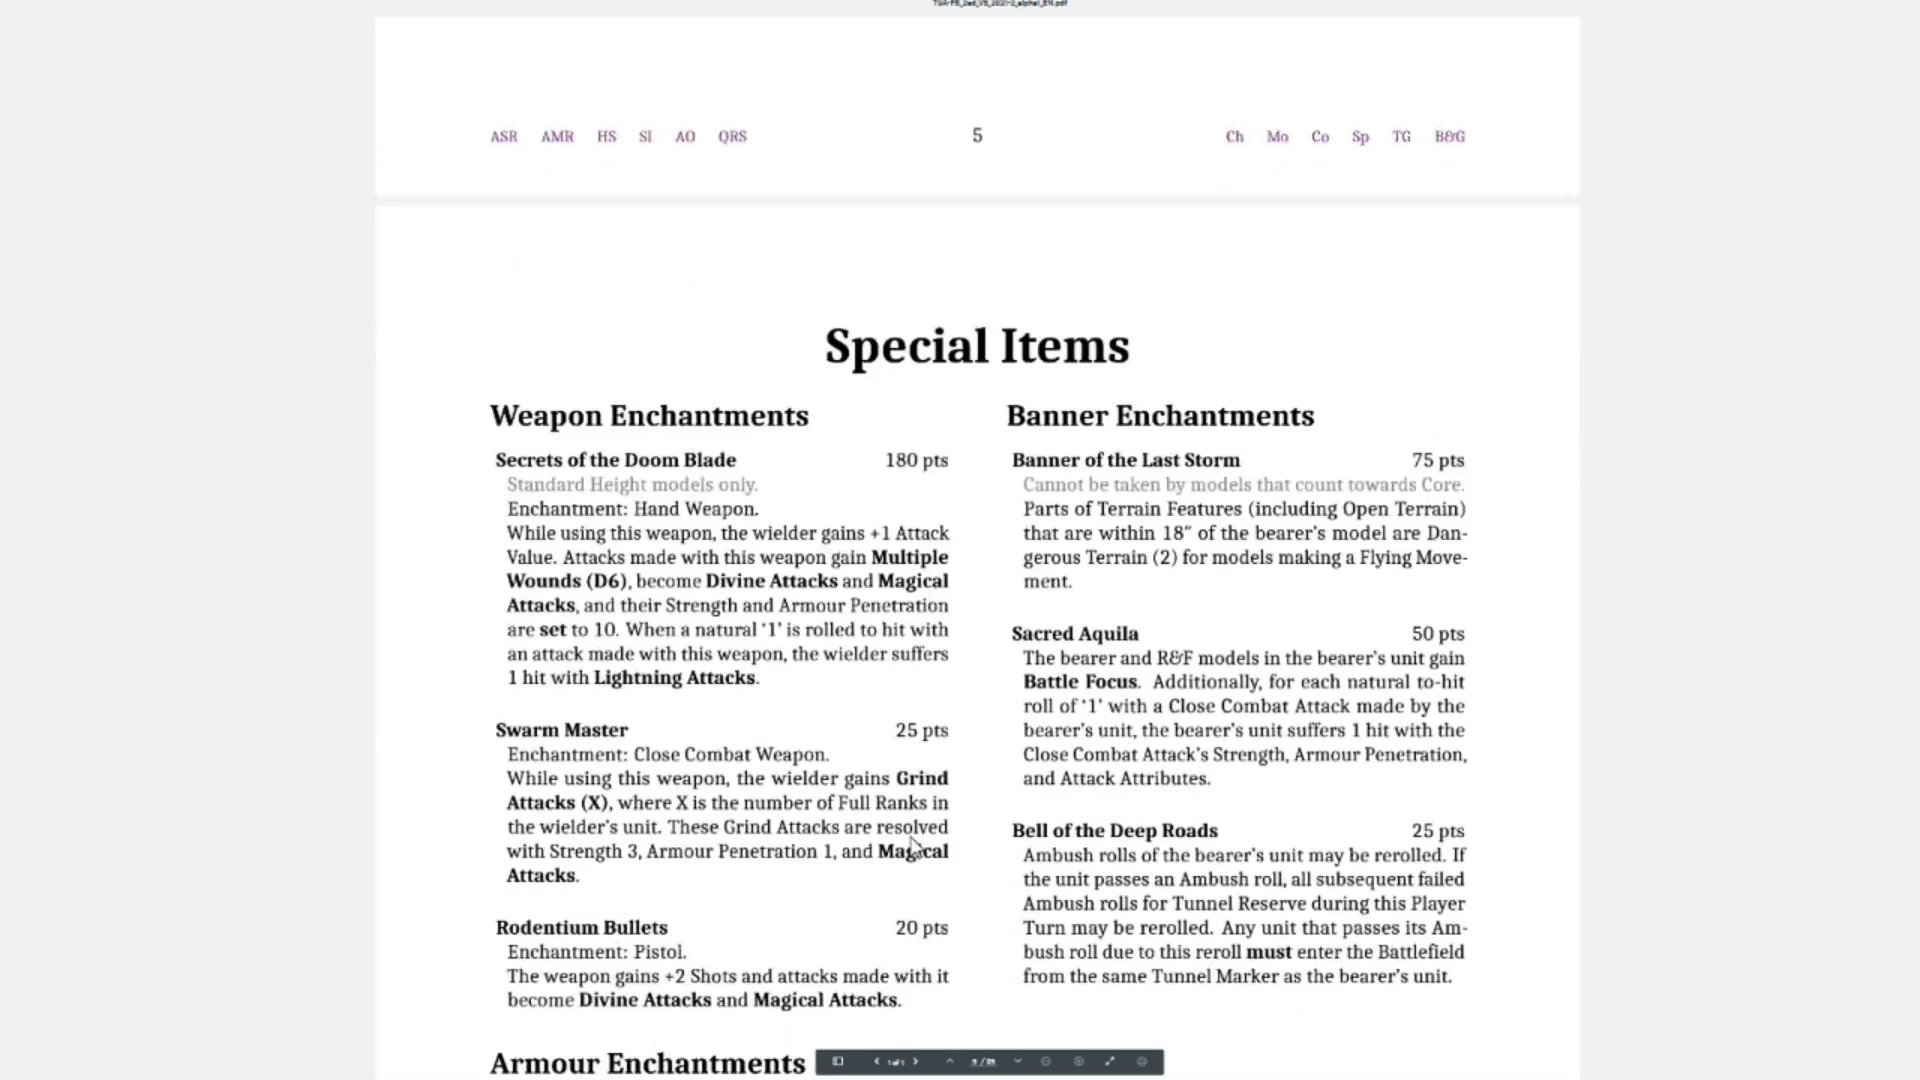 ASR AMR HS SI AO QRS 5 Ch Mo Co Sp TG B&G
Special Items
Weapon Enchantments
Secrets of the Doom Blade 180 pts
Standard Height models only.
Enchantment: Hand Weapon.
While using this weapon, the wielder gains +1 Attack
Value. Attacks made with this weapon gain Multiple
Wounds (D6), become Divine Attacks and Magical
Attacks, and their Strength and Armour Penetration
are set to 10. When a natural ‘1’ is rolled to hit with
an attack made with this weapon, the wielder suffers
1 hit with Lightning Attacks.
Swarm Master 25 pts
Enchantment: Close Combat Weapon.
While using this weapon, the wielder gains Grind
Attacks (X), where X is the number of Full Ranks in
the wielder’s unit. These Grind Attacks are resolved
with Strength 3, Armour Penetration 1, and Magical
Attacks.
Rodentium Bullets 20 pts
Enchantment: Pistol.
The weapon gains +2 Shots and attacks made with it
become Divine Attacks and Magical Attacks.
Armour Enchantments
Banner Enchantments
Banner of the Last Storm 75 pts
Cannot be taken by models that count towards Core.
Parts of Terrain Features (including Open Terrain)
that are within 18″ of the bearer’s model are Dan-
gerous Terrain (2) for models making a Flying Move-
ment.
Sacred Aquila 50 pts
The bearer and R&F models in the bearer’s unit gain
Battle Focus. Additionally, for each natural to-hit
roll of ‘1’ with a Close Combat Attack made by the
bearer’s unit, the bearer’s unit suffers 1 hit with the
Close Combat Attack’s Strength, Armour Penetration,
and Attack Attributes.
Bell of the Deep Roads 25 pts
Ambush rolls of the bearer’s unit may be rerolled. If
the unit passes an Ambush roll, all subsequent failed
Ambush rolls for Tunnel Reserve during this Player
Turn may be rerolled. Any unit that passes its Am-
bush roll due to this reroll must enter the Battlefield
from the same Tunnel Marker as the bearer’s unit.